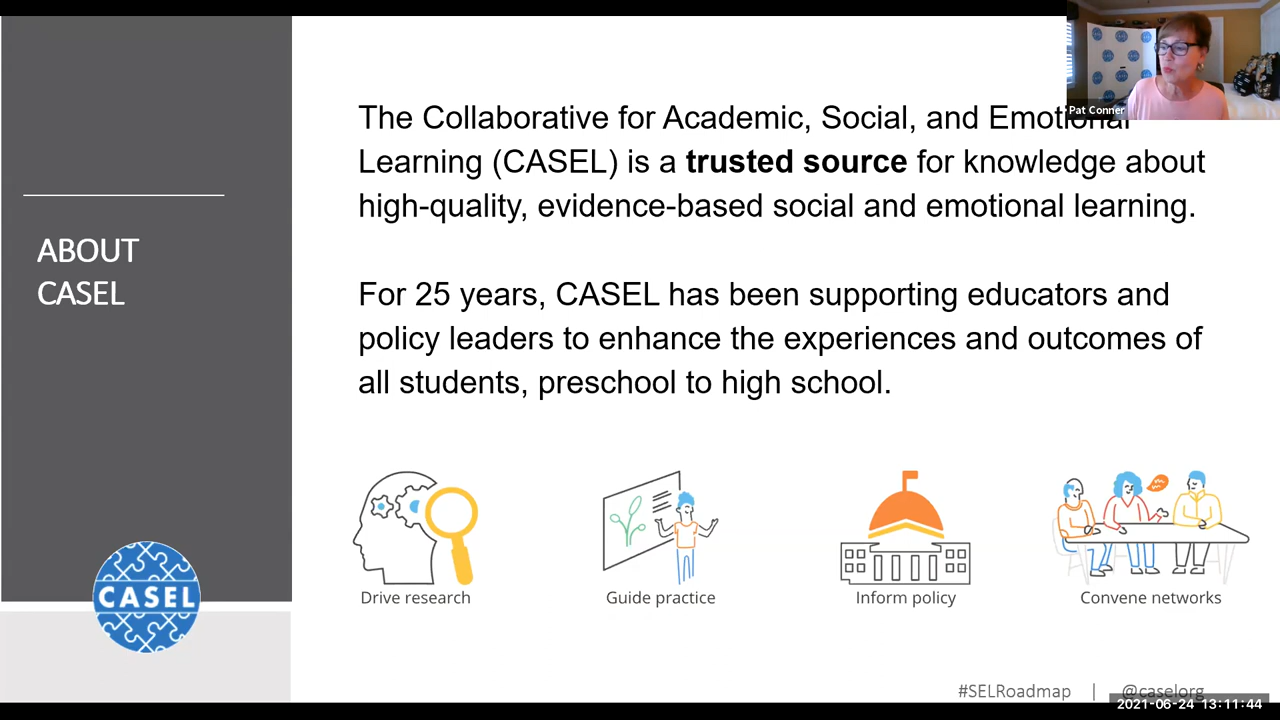 ABOUT
CASEL
CASEL
The Collaborative for Academic, Social, and Emotional
Learning (CASEL) is a trusted source for knowledge about
high-quality, evidence-based social and emotional learning.
For 25 years, CASEL has been supporting educators and
policy leaders to enhance the experiences and outcomes of
all students, preschool to high school.
Drive research
Guide practice
Inform policy
Convene networks
#SELRoadmap | @caselorg
Pat Conner
2021-06-24 13:11:44